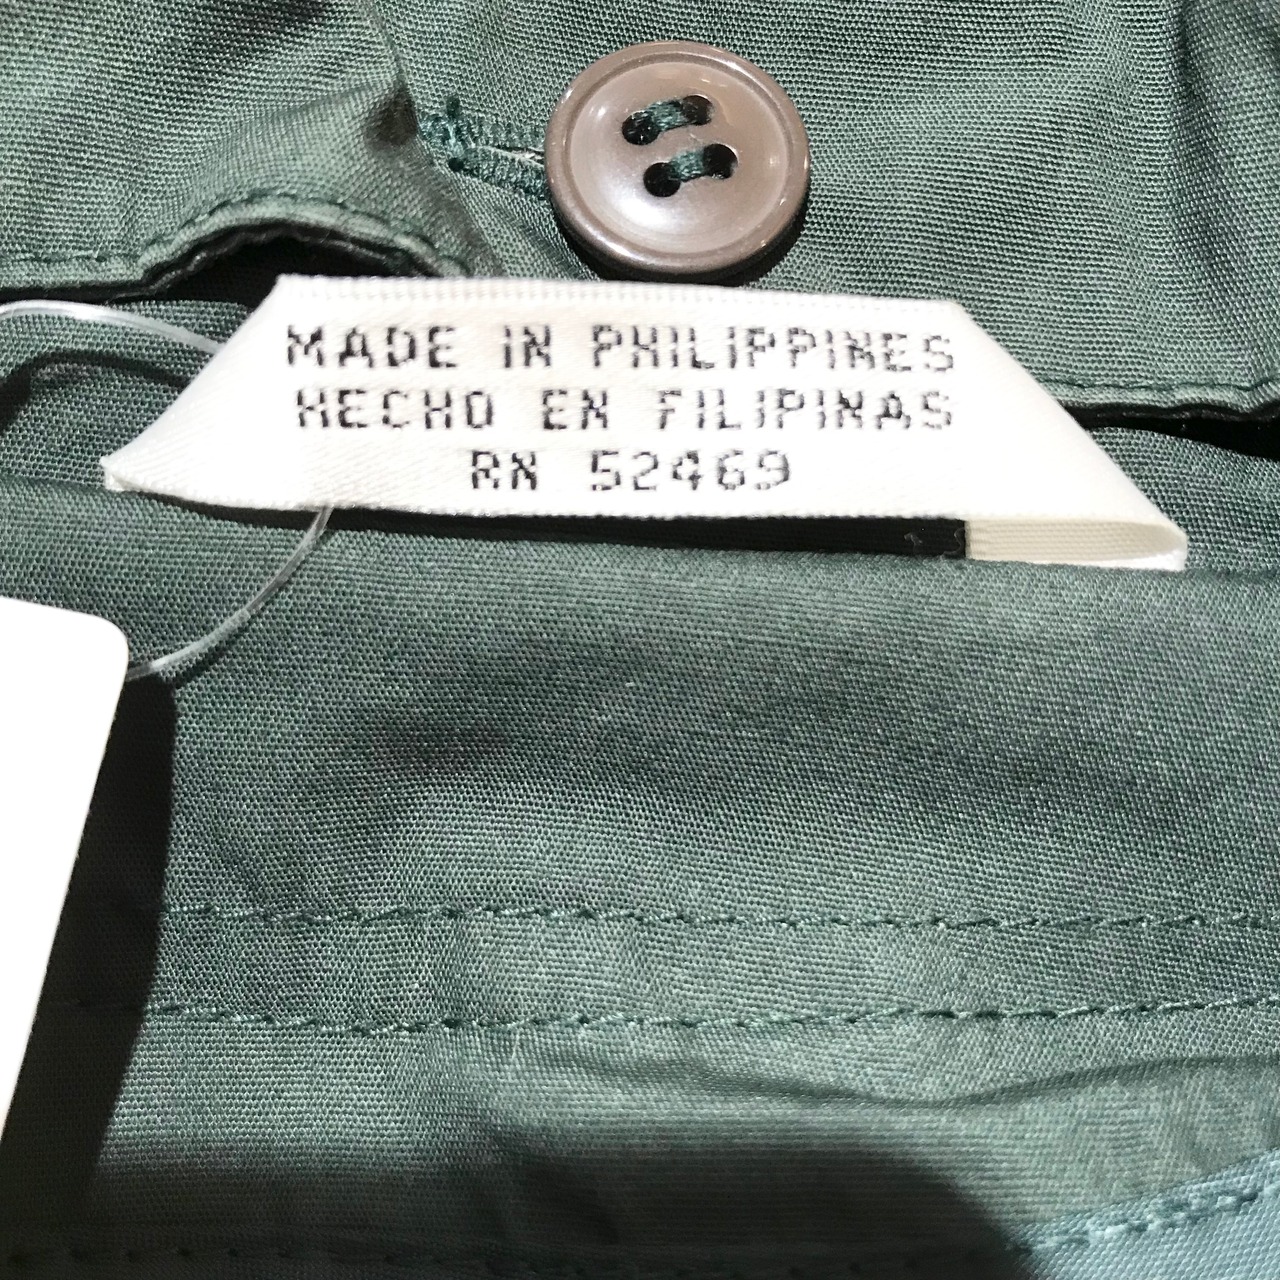 MADE IN PHILIPPINES
HECHO EN FILIPINAS
RN 52469